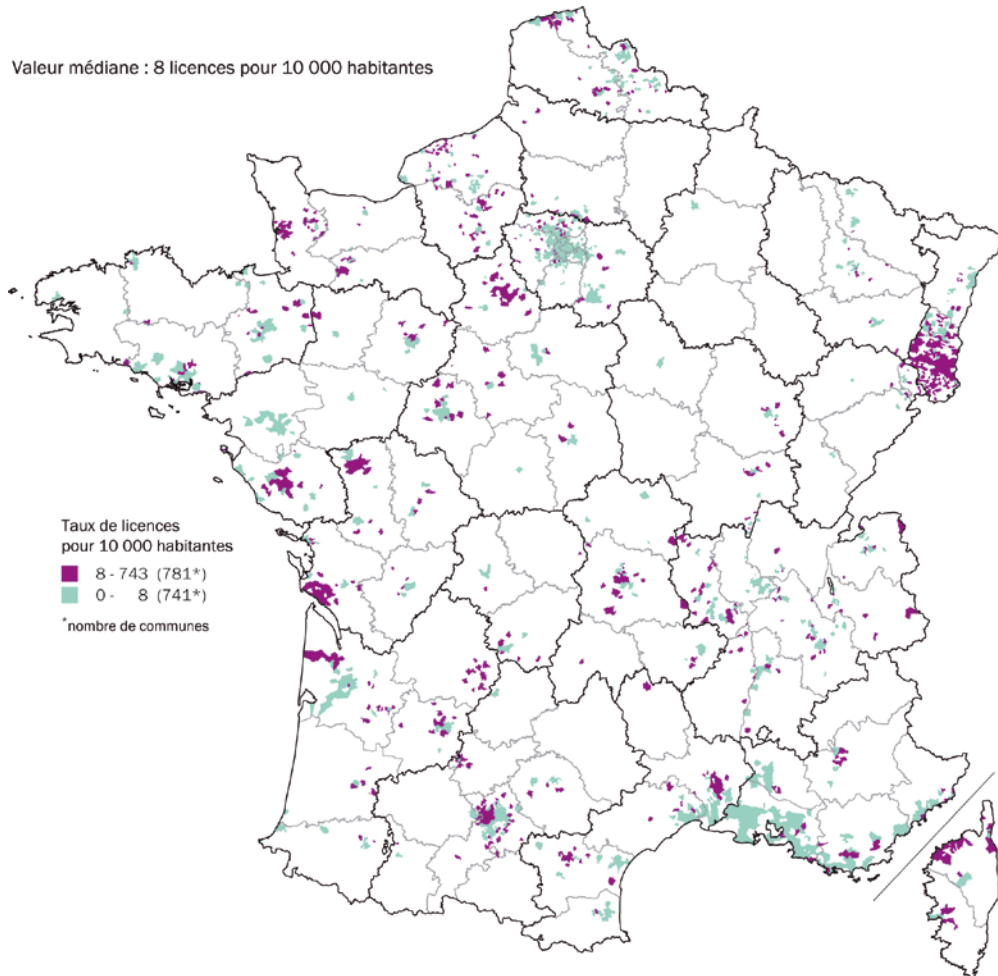 Valeur médiane : 8 licences pour 10 000 habitantes
Taux de licences
pour 10 000 habitantes
8 - 743 (781*)
0 - 8 (741*)
*nombre de communes